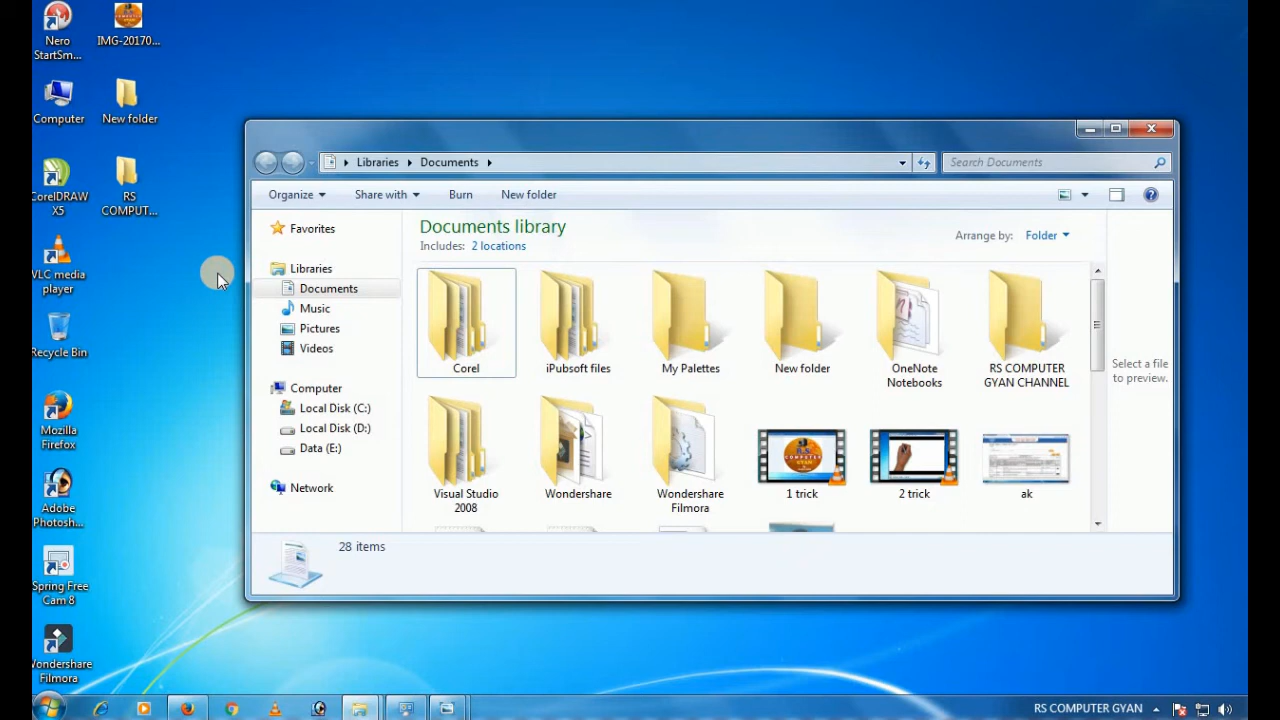 Nero
StartSm...
IMG-20170...
Computer
New folder
CorelDRAW
X5
RS
COMPUT...
VLC media
player
Recycle Bin
Mozilla
Firefox
Adobe
Photosh...
Spring Free
Cam 8
Wondershare
Filmora
Libraries
Documents
Search Documents
Organize
Share with
Burn
New folder
Favorites
Libraries
Documents
Music
Pictures
Videos
Computer
Local Disk (C:)
Local Disk (D:)
Data (E:)
Network
Documents library
Includes: 2 locations
Arrange by: Folder
Corel
iPubsoft files
My Palettes
New folder
OneNote
Notebooks
RS COMPUTER
GYAN CHANNEL
Visual Studio
2008
Wondershare
Wondershare
Filmora
1 trick
2 trick
ak
Select a file
to preview.
28 items
RS COMPUTER GYAN